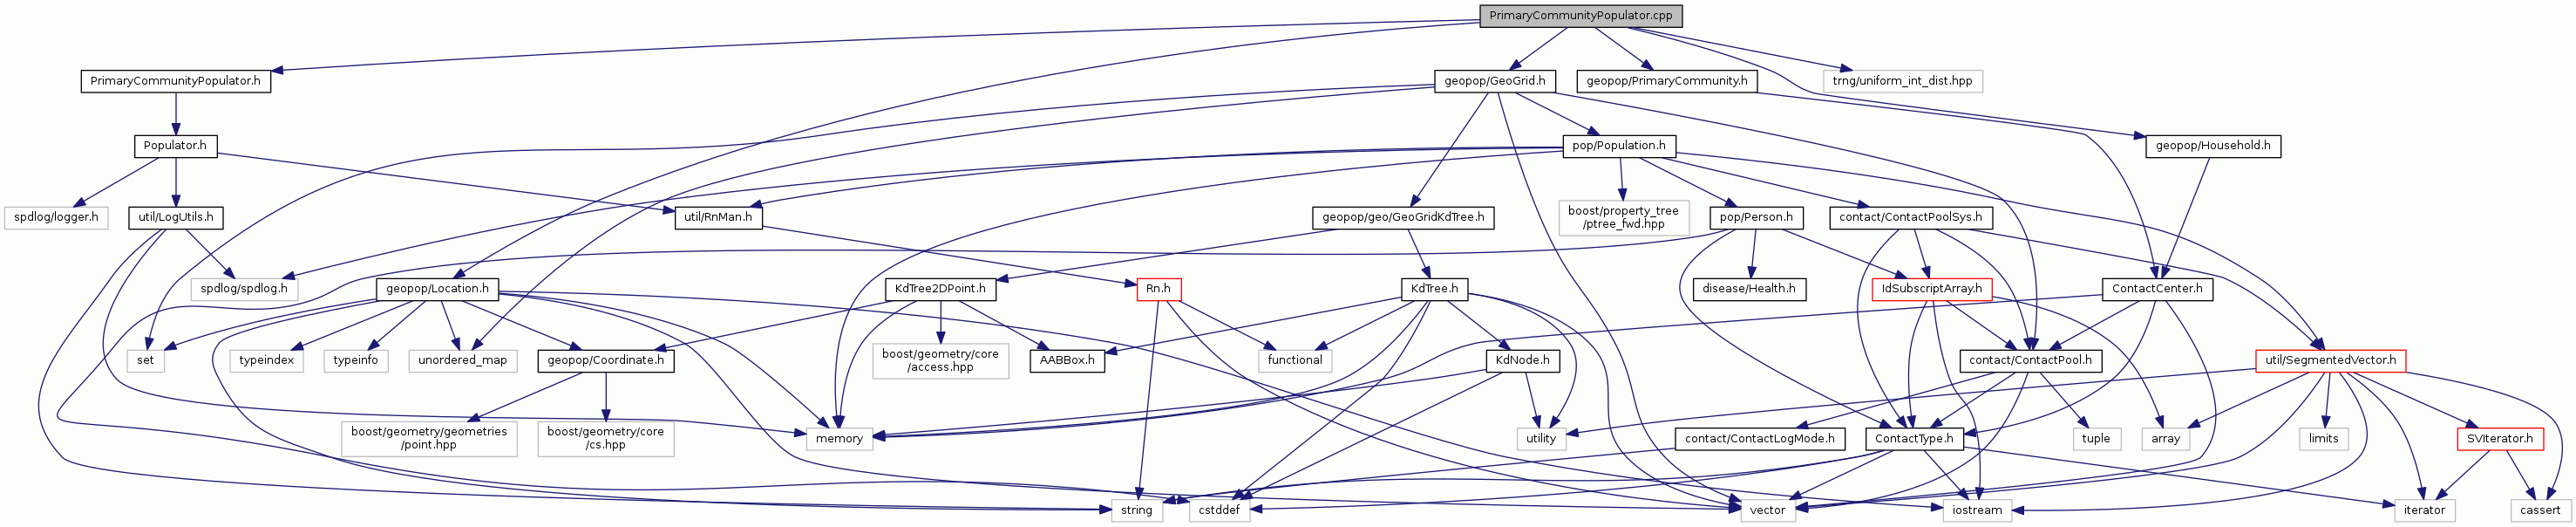 PrimaryCommunityPopulator.cpp
PrimaryCommunityPopulator.h
geopop/GeoGrid.h
geopop/PrimaryCommunity.h
trng/uniform_int_dist.hpp
Populator.h
pop/Population.h
geopop/Household.h
spdlog/logger.h
util/LogUtils.h
util/RnMan.h
geopop/geo/GeoGridKdTree.h
boost/property_tree
/ptree_fwd.hpp
pop/Person.h
contact/ContactPoolSys.h
spdlog/spdlog.h
geopop/Location.h
KdTree2DPoint.h
Rn.h
KdTree.h
disease/Health.h
IdSubscriptArray.h
ContactCenter.h
set
typeindex
typeinfo
unordered_map
geopop/Coordinate.h
boost/geometry/core
/access.hpp
AABBox.h
functional
KdNode.h
contact/ContactPool.h
util/SegmentedVector.h
boost/geometry/geometries
/point.hpp
boost/geometry/core
/cs.hpp
memory
utility
contact/ContactLogMode.h
ContactType.h
tuple
array
limits
SVIterator.h
string
cstddef
vector
iostream
iterator
cassert